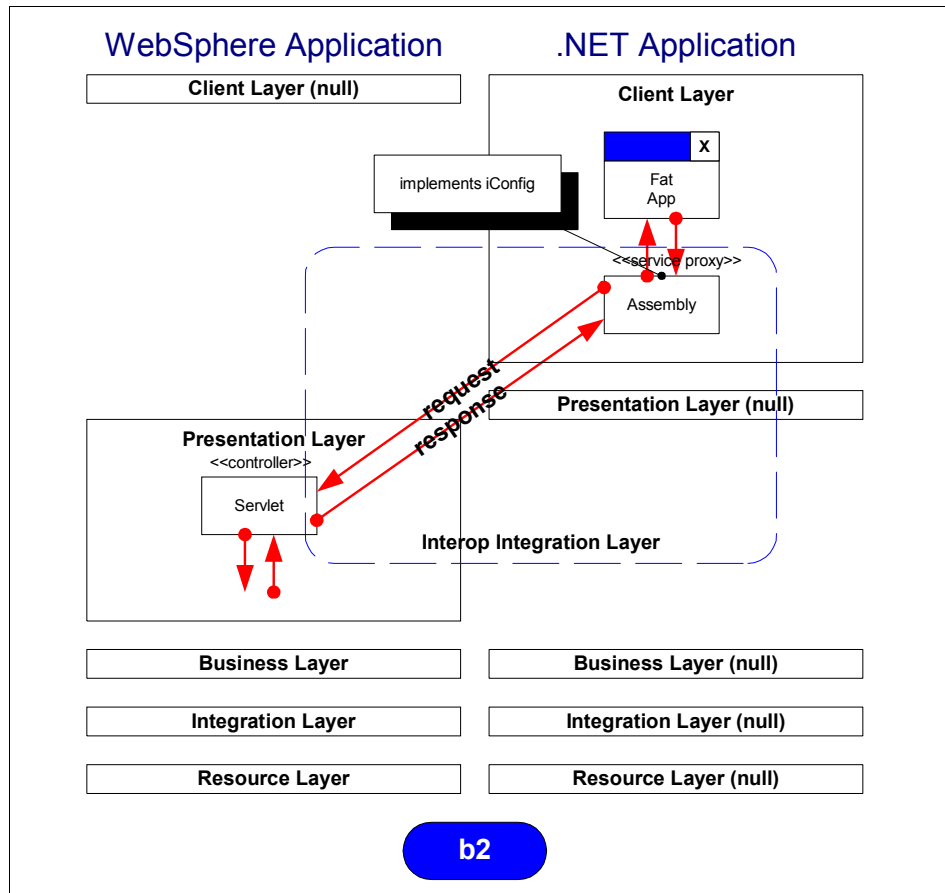 WebSphere Application
.NET Application
Client Layer (null)
Client Layer
X
implements iConfig
Fat
App
<<service proxy>>
Assembly
request
response
Presentation Layer (null)
Presentation Layer
<<controller>>
Servlet
Interop Integration Layer
Business Layer
Business Layer (null)
Integration Layer
Integration Layer (null)
Resource Layer
Resource Layer (null)
b2